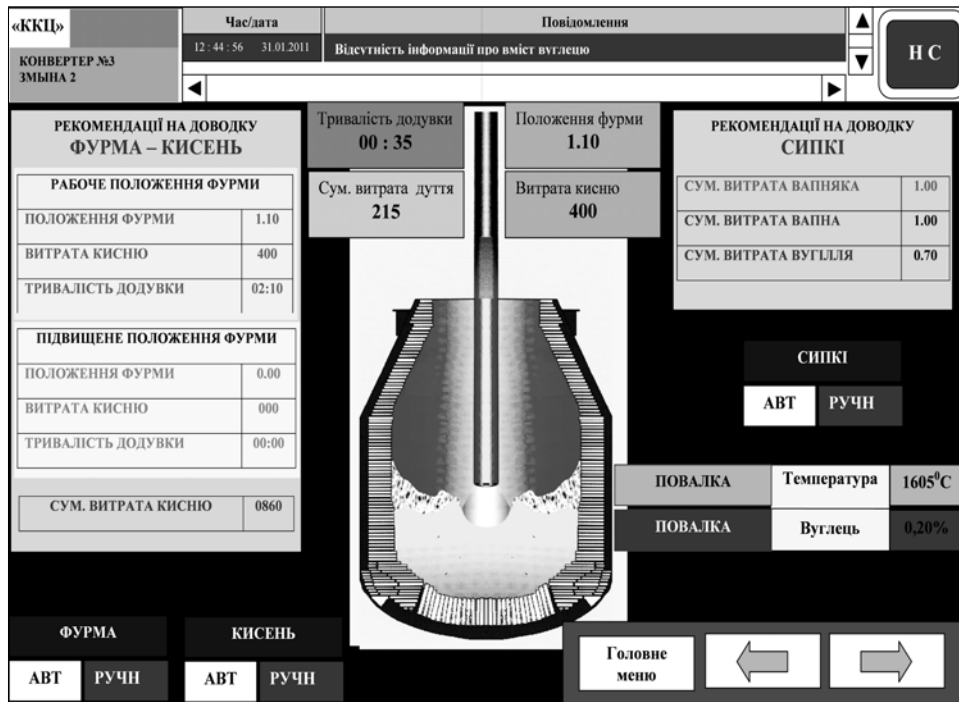 «ККЦ»
КОНВЕРТЕР №3
ЗМЫНА 2
Час/дата
12 : 44 : 56 31.01.2011
Повідомлення
Відсутність інформації про вміст вуглецю
Н С
РЕКОМЕНДАЦІЇ НА ДОВОДКУ
ФУРМА – КИСЕНЬ
РАБОЧЕ ПОЛОЖЕННЯ ФУРМИ
ПОЛОЖЕННЯ ФУРМИ 1.10
ВИТРАТА КИСНЮ 400
ТРИВАЛІСТЬ ДОДУВКИ 02:10
ПІДВИЩЕНЕ ПОЛОЖЕННЯ ФУРМИ
ПОЛОЖЕННЯ ФУРМИ 0.00
ВИТРАТА КИСНЮ 000
ТРИВАЛІСТЬ ДОДУВКИ 00:00
СУМ. ВИТРАТА КИСНЮ 0860
Тривалість додувки
00 : 35
Положення фурми
1.10
Сум. витрата дуття
215
Витрата кисню
400
РЕКОМЕНДАЦІЇ НА ДОВОДКУ
СИПКІ
СУМ. ВИТРАТА ВАПНЯКА 1.00
СУМ. ВИТРАТА ВАПНА 1.00
СУМ. ВИТРАТА ВУГІЛЛЯ 0.70
СИПКІ
АВТ РУЧН
ПОВАЛКА Температура 1605⁰С
ПОВАЛКА Вуглець 0,20%
ФУРМА
АВТ РУЧН
КИСЕНЬ
АВТ РУЧН
Головне
меню